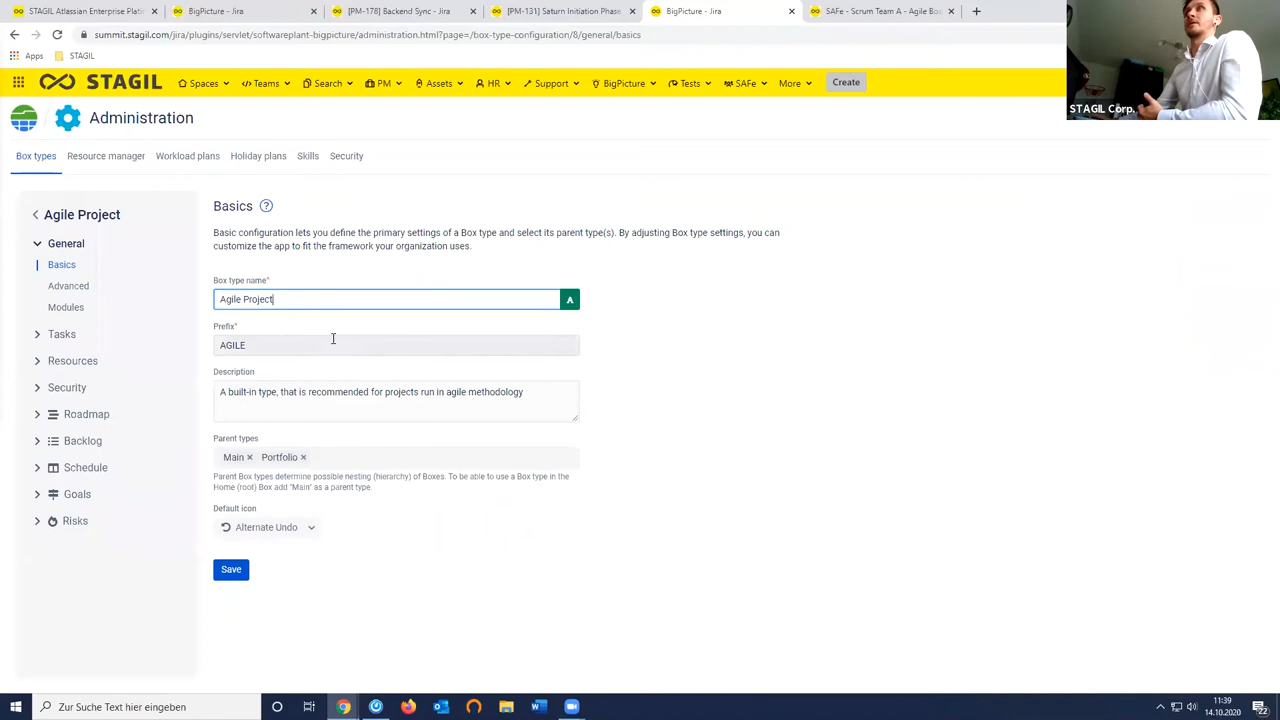 STAGIL Atlassian Enterprise Platf
BigPicture - Jira
[PM-178] Backend Sync - Jira
[PM-131] Saturn Initiation Phase
BigPicture - Jira
SAFe - Scrum Team A - Agile Boa
summit.stagil.com/jira/plugins/servlet/softwareplant-bigpicture/administration.html?page=/box-type-configuration/8/general/basics
Apps STAGIL
STAGIL Spaces Teams Search PM Assets HR Support BigPicture Tests SAFe More Create
STAGIL Corp.
Administration
Box types Resource manager Workload plans Holiday plans Skills Security
Agile Project
General
Basics
Advanced
Modules
Tasks
Resources
Security
Roadmap
Backlog
Schedule
Goals
Risks
Basics ?
Basic configuration lets you define the primary settings of a Box type and select its parent type(s). By adjusting Box type settings, you can
customize the app to fit the framework your organization uses.
Box type name*
Agile Project A
Prefix*
AGILE
Description
A built-in type, that is recommended for projects run in agile methodology
Parent types
Main Portfolio
Parent Box types determine possible nesting (hierarchy) of Boxes. To be able to use a Box type in the
Home (root) Box add "Main" as a parent type.
Default icon
Alternate Undo
Save
Zur Suche Text hier eingeben
11:39
14.10.2020
22